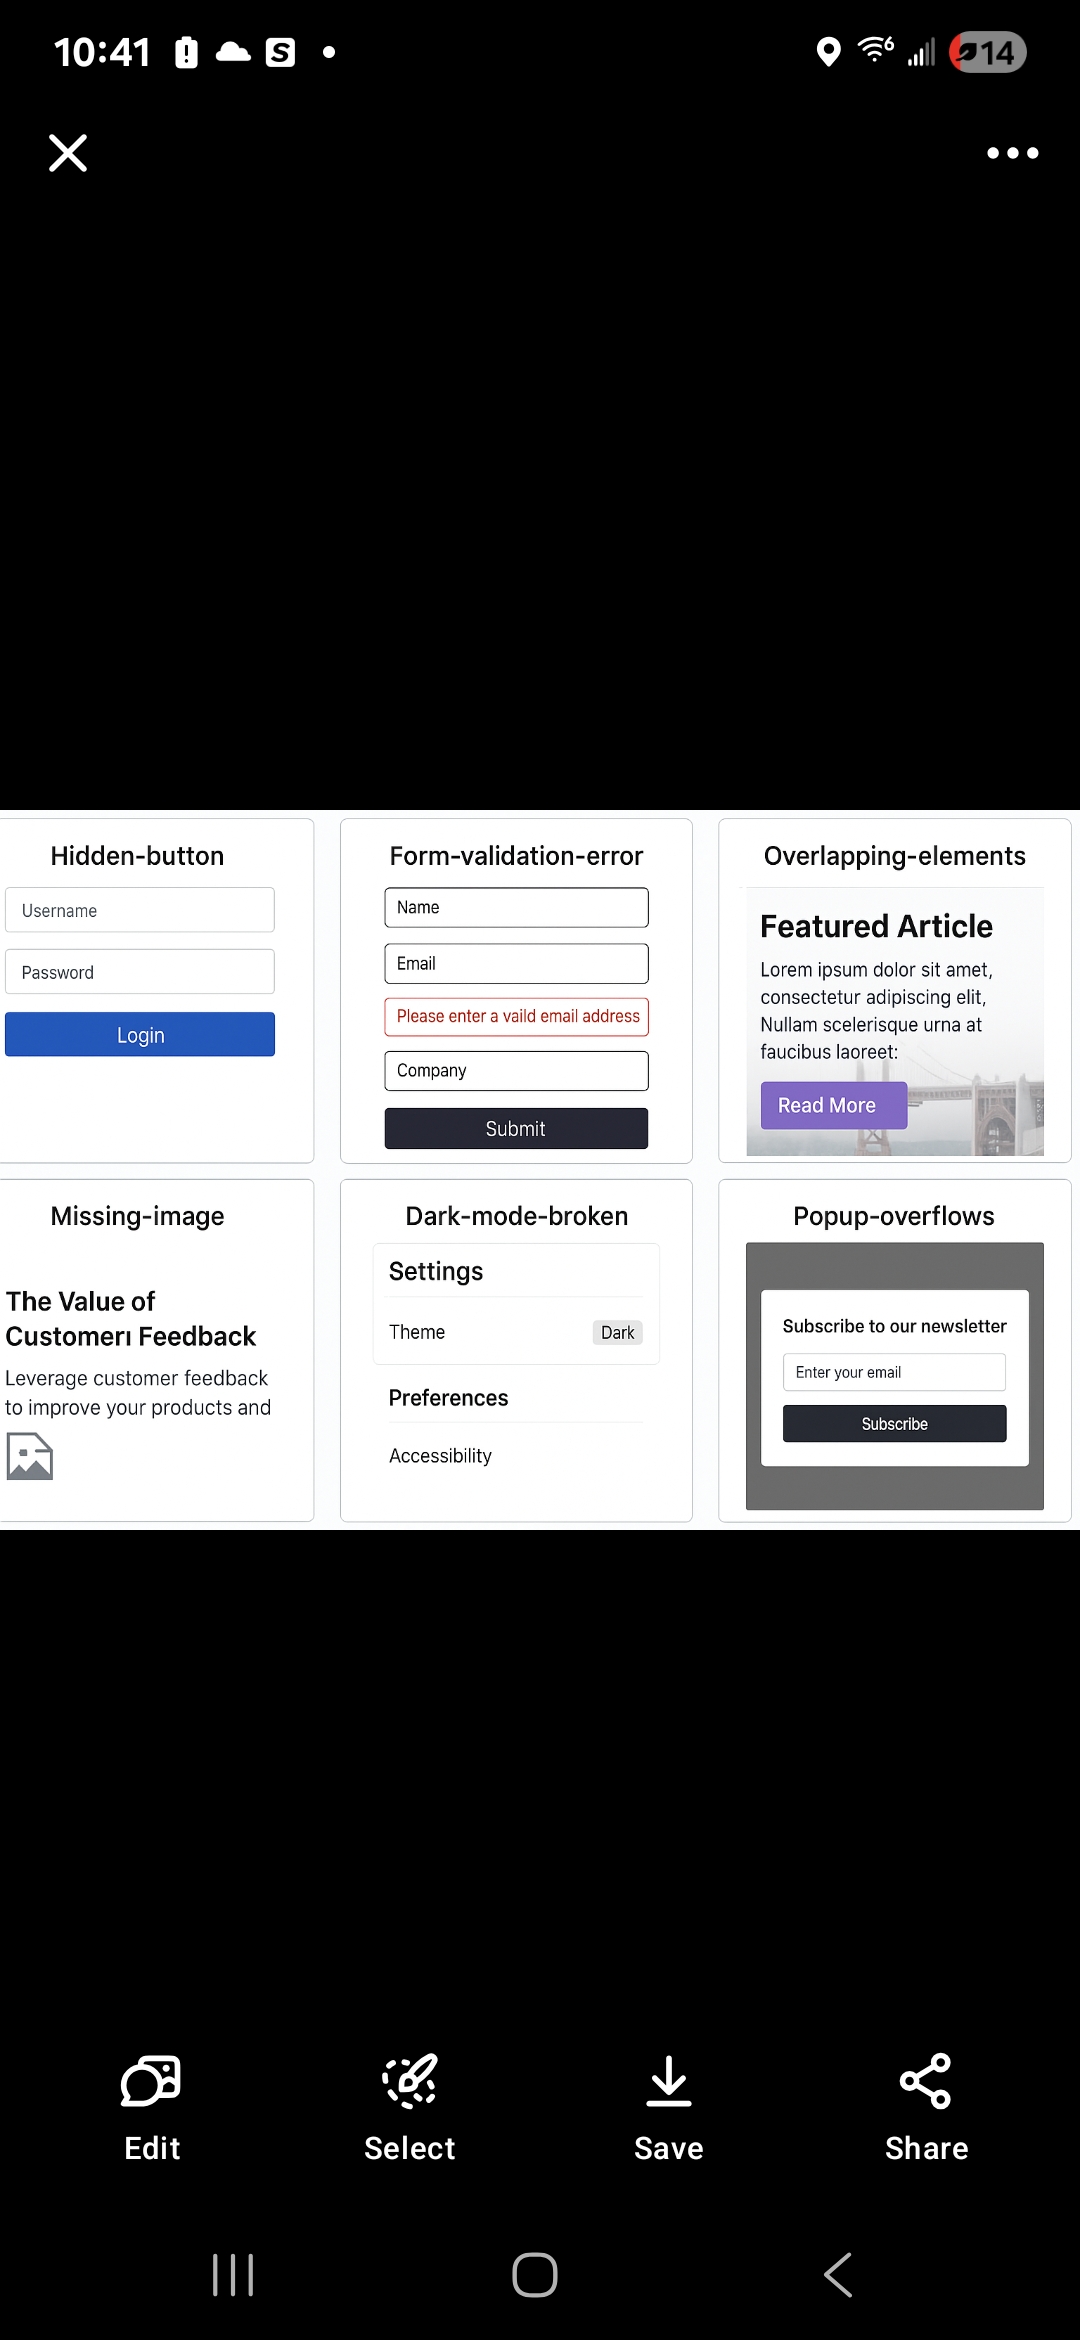 10:41
S
6
14
Hidden-button
Username
Password
Login
Form-validation-error
Name
Email
Please enter a vaild email address
Company
Submit
Overlapping-elements
Featured Article
Lorem ipsum dolor sit amet,
consectetur adipiscing elit,
Nullam scelerisque urna at
faucibus laoreet:
Read More
Missing-image
The Value of
Customerı Feedback
Leverage customer feedback
to improve your products and
Dark-mode-broken
Settings
Theme
Dark
Preferences
Accessibility
Popup-overflows
Subscribe to our newsletter
Enter your email
Subscribe
Edit
Select
Save
Share